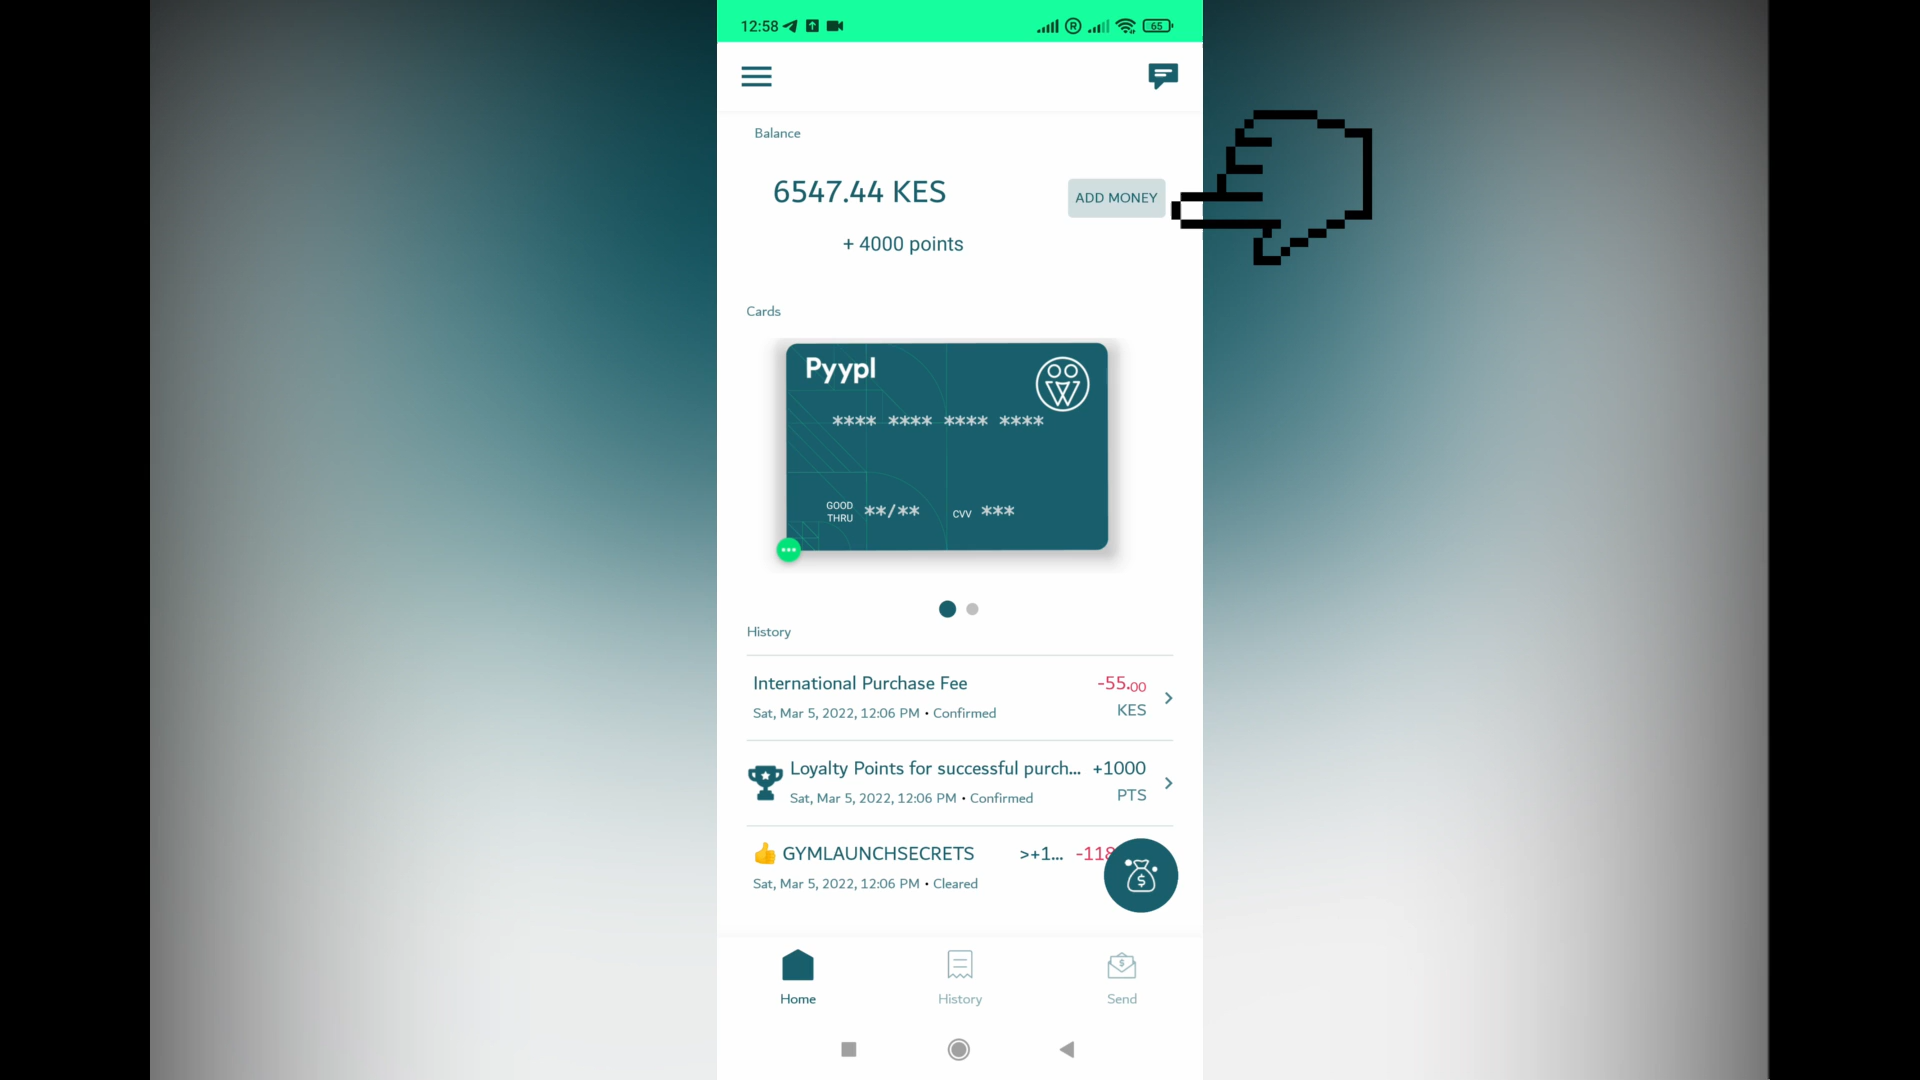 12:58
65
Balance
6547.44 KES
ADD MONEY
+ 4000 points
Cards
Pyypl
**** **** **** ****
GOOD THRU **/** CVV ***
History
International Purchase Fee -55.00
Sat, Mar 5, 2022, 12:06 PM • Confirmed KES
Loyalty Points for successful purch... +1000
Sat, Mar 5, 2022, 12:06 PM • Confirmed PTS
👍 GYMLAUNCHSECRETS >+1... -118
Sat, Mar 5, 2022, 12:06 PM • Cleared
Home History Send